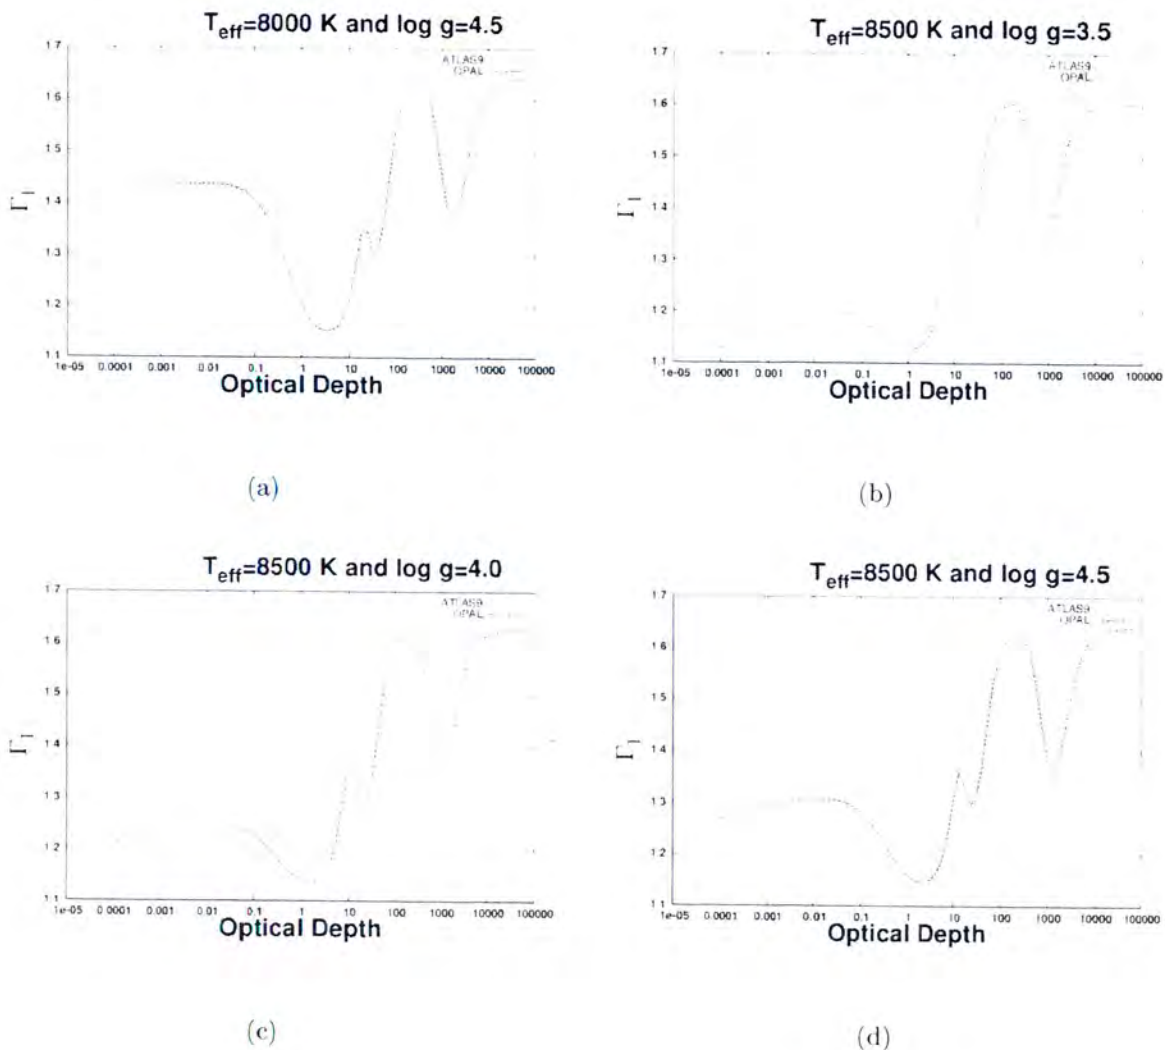 T_eff=8000 K and log g=4.5
1.7
ATLAS9
OPAL
1.6
1.5
Γ_1
1.4
1.3
1.2
1.1
1e-05 0.0001 0.001 0.01 0.1 1 10 100 1000 10000 100000
Optical Depth
(a)
T_eff=8500 K and log g=3.5
1.7
ATLAS9
OPAL
1.6
1.5
Γ_1
1.4
1.3
1.2
1.1
1e-05 0.0001 0.001 0.01 0.1 1 10 100 1000 10000 100000
Optical Depth
(b)
T_eff=8500 K and log g=4.0
1.7
ATLAS9
OPAL
1.6
1.5
Γ_1
1.4
1.3
1.2
1.1
1e-05 0.0001 0.001 0.01 0.1 1 10 100 1000 10000 100000
Optical Depth
(c)
T_eff=8500 K and log g=4.5
1.7
ATLAS9
OPAL
1.6
1.5
Γ_1
1.4
1.3
1.2
1.1
1e-05 0.0001 0.001 0.01 0.1 1 10 100 1000 10000 100000
Optical Depth
(d)